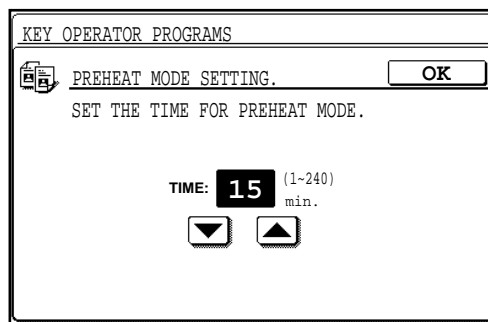 KEY OPERATOR PROGRAMS
PREHEAT MODE SETTING. OK
SET THE TIME FOR PREHEAT MODE.
TIME: 15 (1~240)
min.